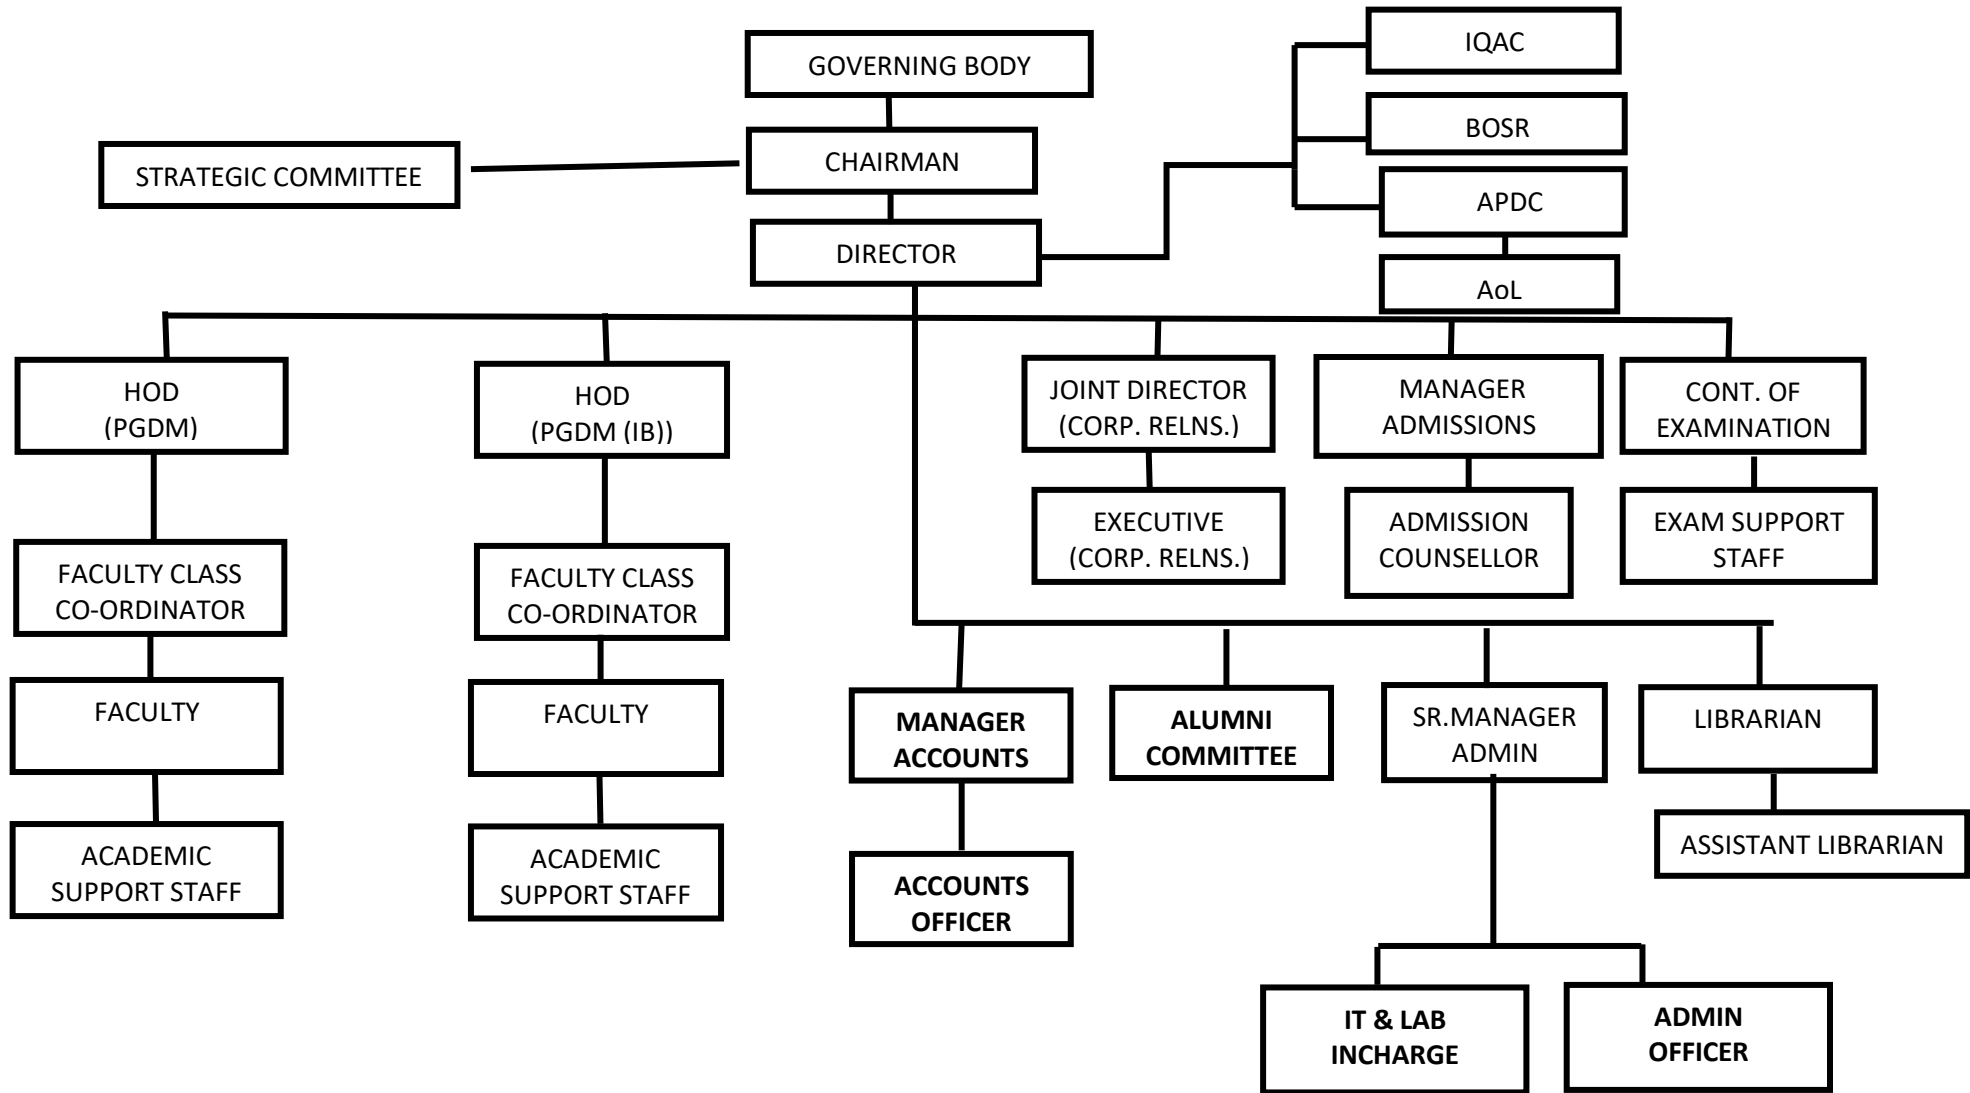 GOVERNING BODY
IQAC
BOSR
STRATEGIC COMMITTEE
CHAIRMAN
APDC
DIRECTOR
AoL
HOD
(PGDM)
HOD
(PGDM (IB))
JOINT DIRECTOR
(CORP. RELNS.)
MANAGER
ADMISSIONS
CONT. OF
EXAMINATION
EXECUTIVE
(CORP. RELNS.)
ADMISSION
COUNSELLOR
EXAM SUPPORT
STAFF
FACULTY CLASS
CO-ORDINATOR
FACULTY CLASS
CO-ORDINATOR
FACULTY
FACULTY
MANAGER
ACCOUNTS
ALUMNI
COMMITTEE
SR.MANAGER
ADMIN
LIBRARIAN
ACADEMIC
SUPPORT STAFF
ACADEMIC
SUPPORT STAFF
ACCOUNTS
OFFICER
ASSISTANT LIBRARIAN
IT & LAB
INCHARGE
ADMIN
OFFICER